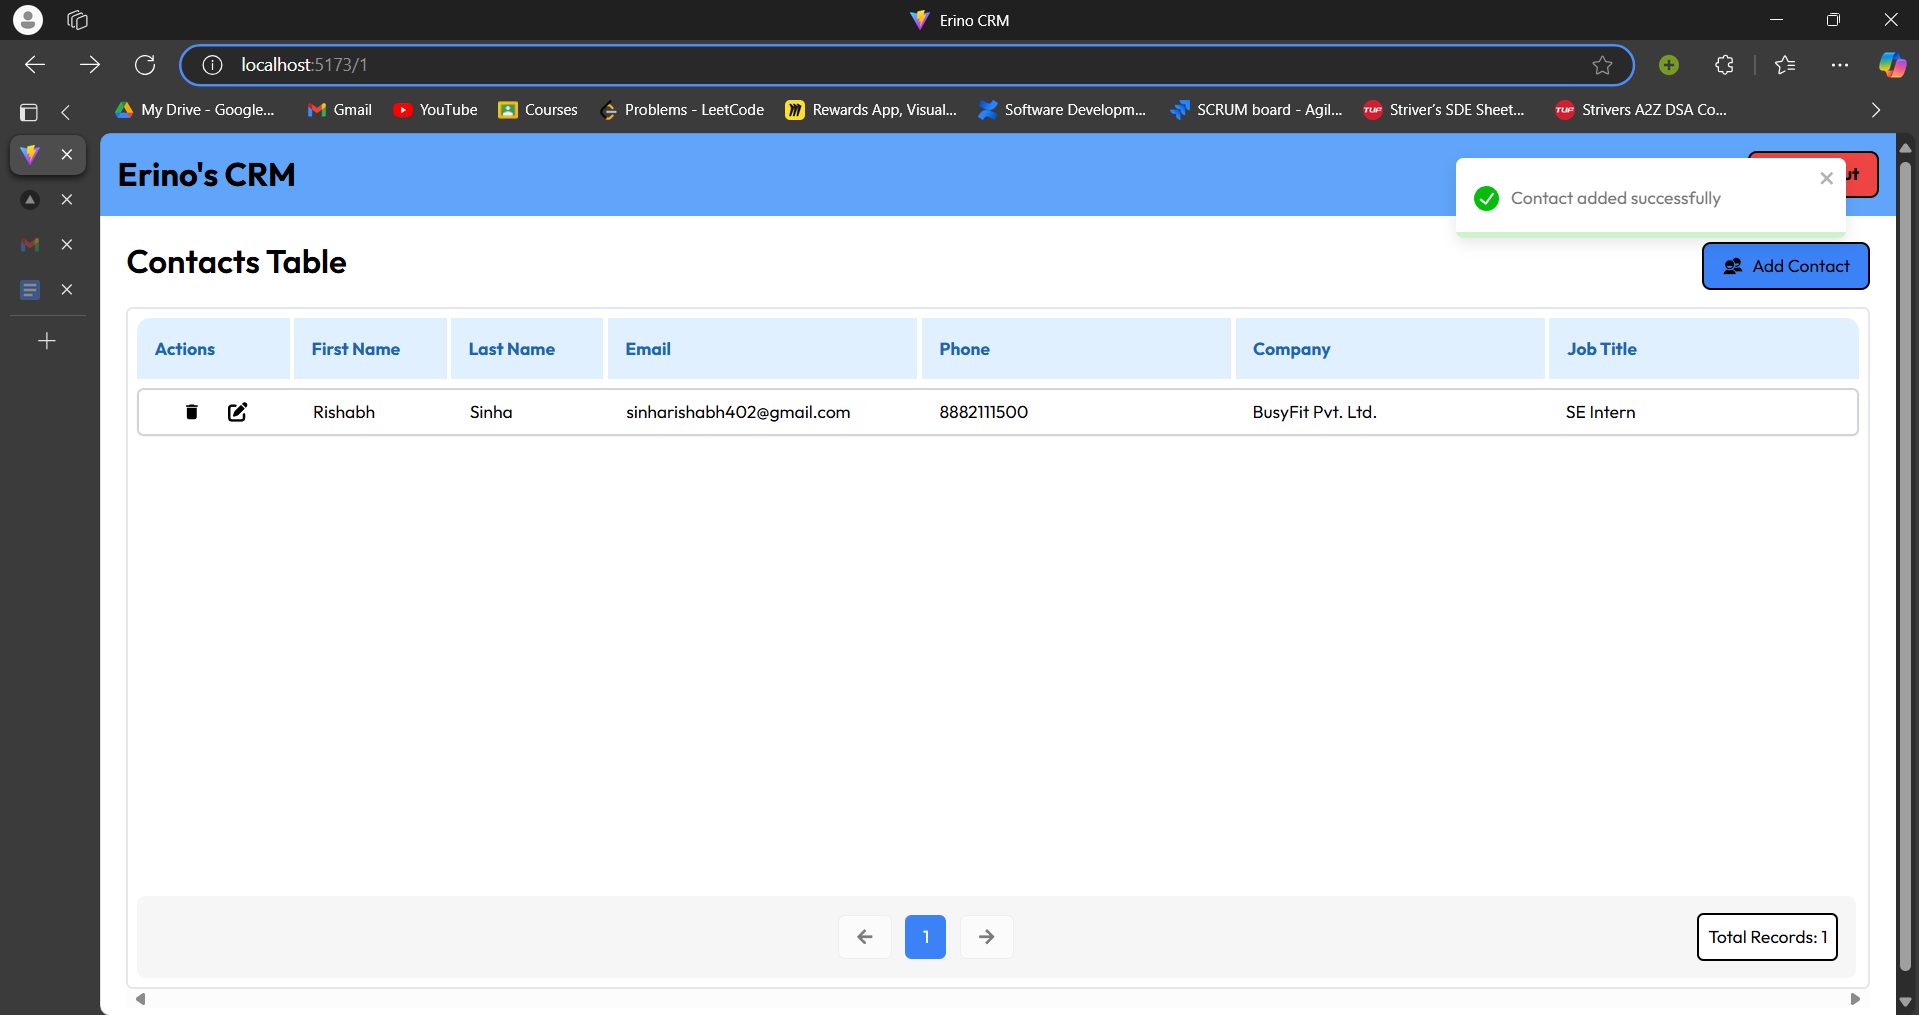 Erino CRM
localhost:5173/1
My Drive - Google...
Gmail
YouTube
Courses
Problems - LeetCode
Rewards App, Visual...
Software Developm...
SCRUM board - Agil...
TUF
Striver's SDE Sheet...
TUF
Strivers A2Z DSA Co...
Erino's CRM
Contact added successfully
Contacts Table
Add Contact
Actions
First Name
Last Name
Email
Phone
Company
Job Title
Rishabh
Sinha
sinharishabh402@gmail.com
8882111500
BusyFit Pvt. Ltd.
SE Intern
1
Total Records: 1